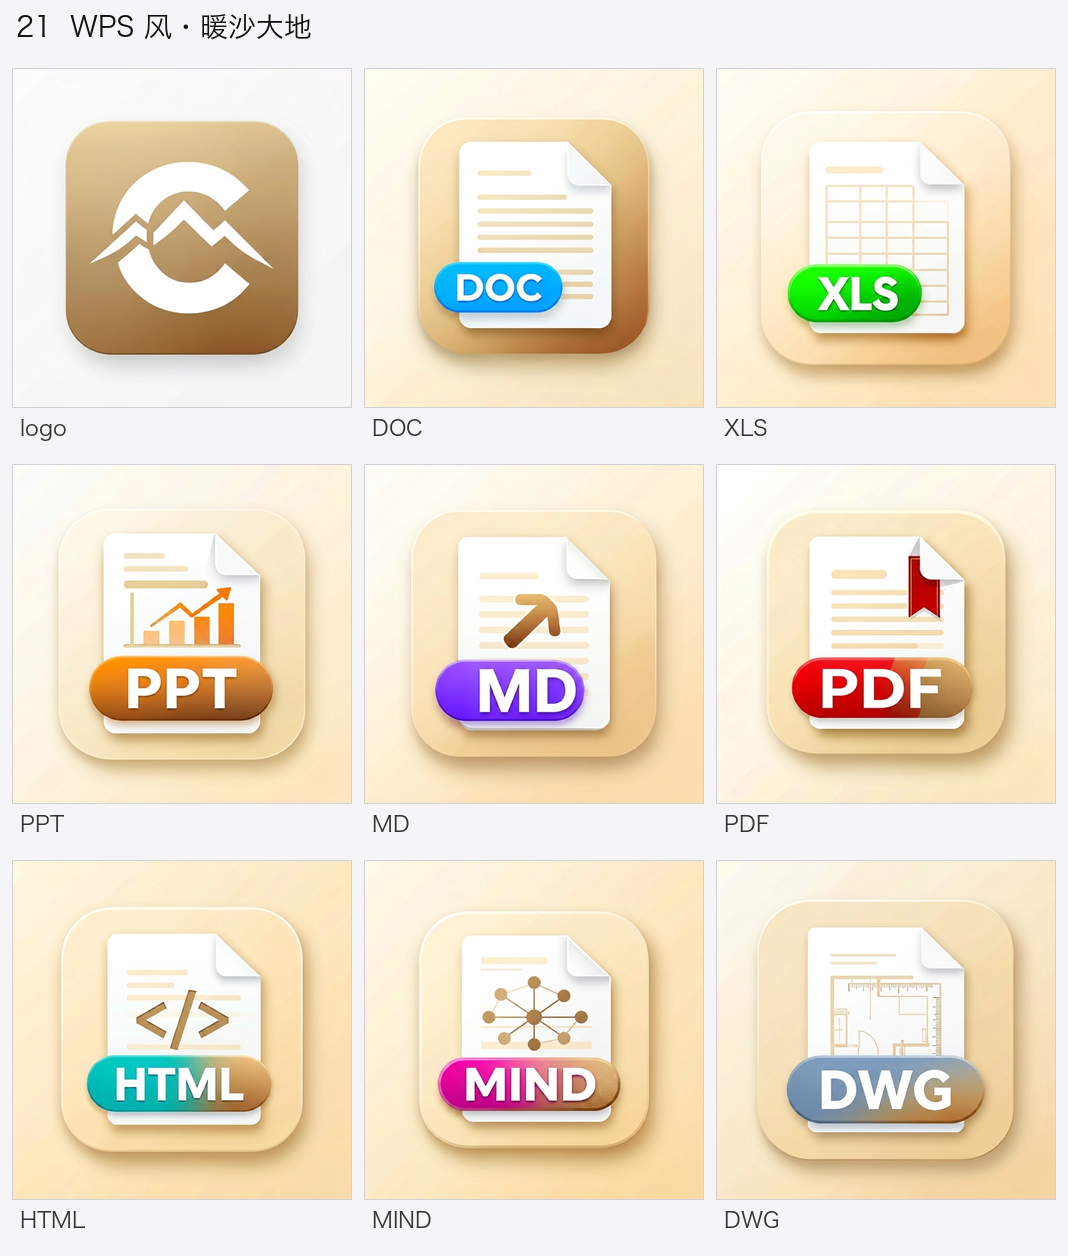 21 WPS 风・暖沙大地
DOC
XLS
logo
DOC
XLS
PPT
MD
PDF
PPT
MD
PDF
HTML
MIND
DWG
HTML
MIND
DWG